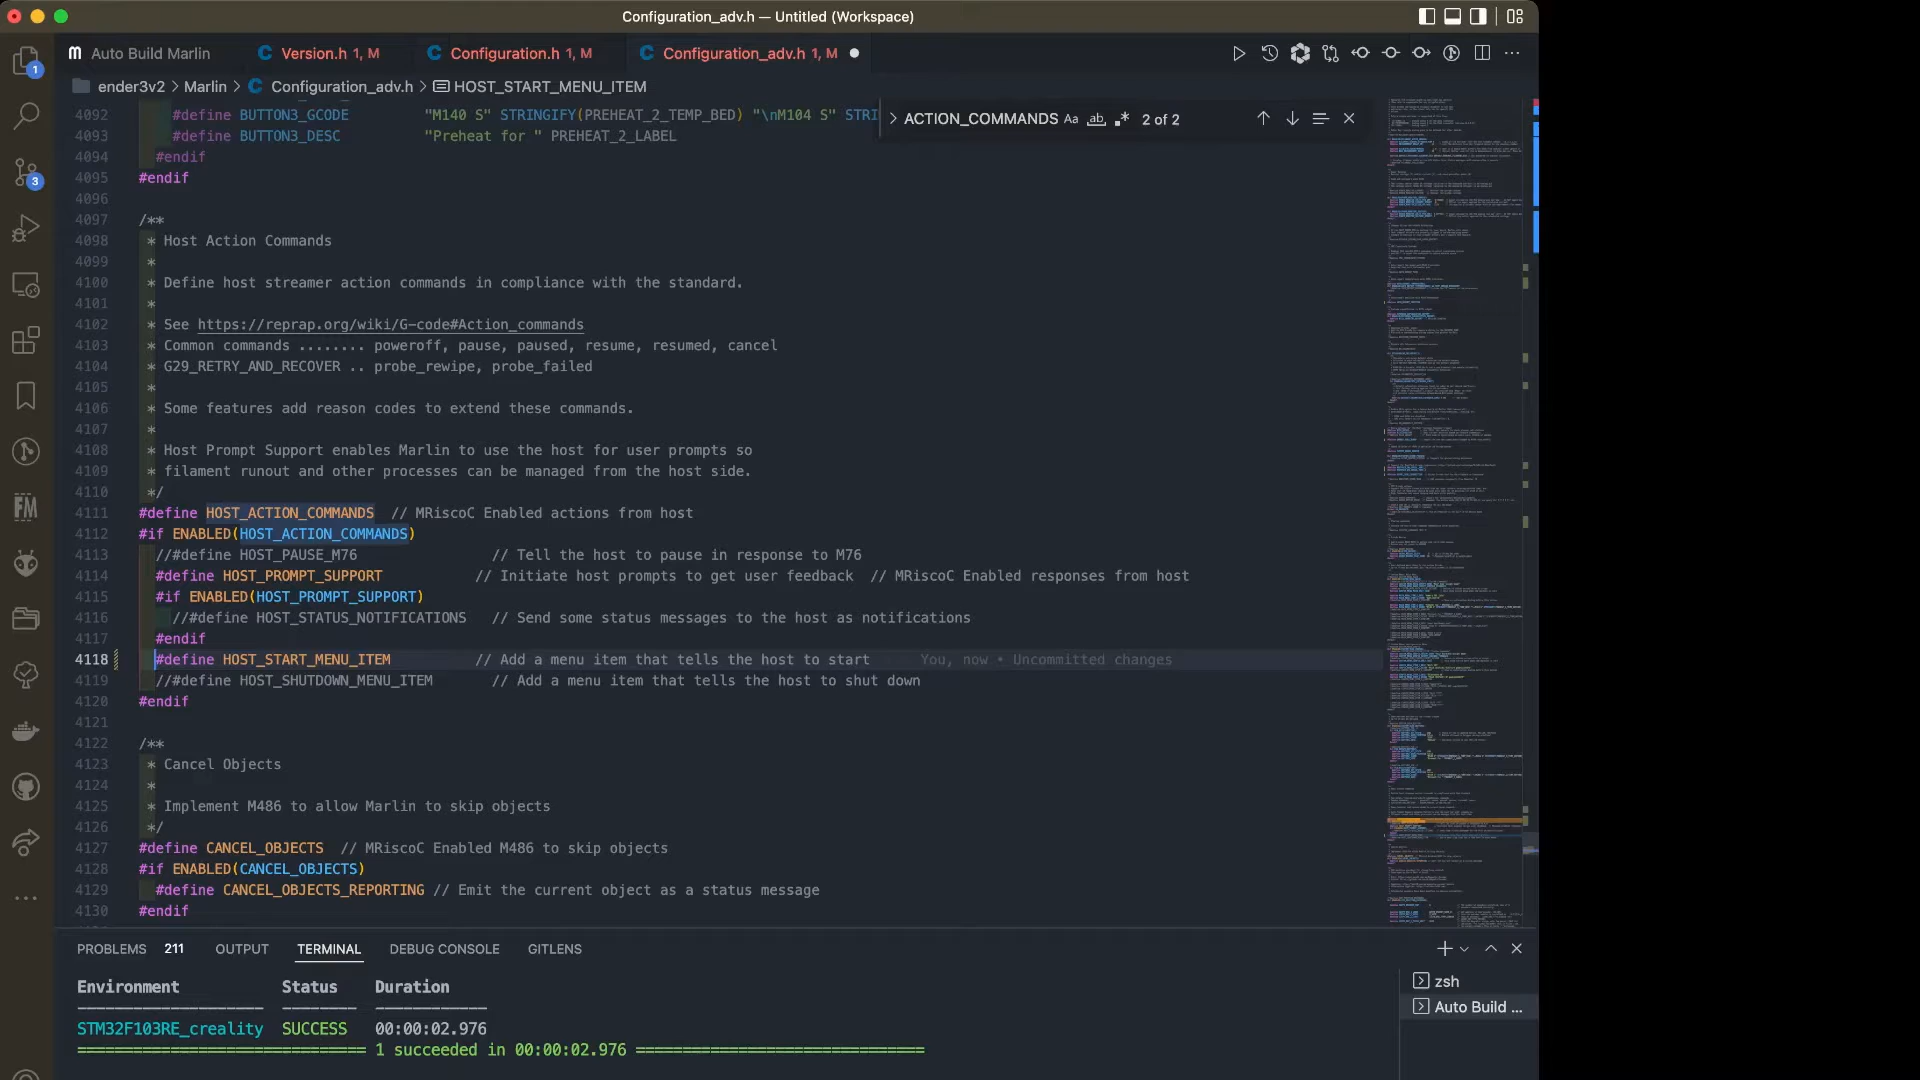 Configuration_adv.h — Untitled (Workspace)
Auto Build Marlin
Version.h 1, M
Configuration.h 1, M
Configuration_adv.h 1, M
ender3v2 > Marlin > Configuration_adv.h > HOST_START_MENU_ITEM
ACTION_COMMANDS Aa ab 2 of 2
4092 #define BUTTON3_GCODE "M140 S" STRINGIFY(PREHEAT_2_TEMP_BED) "\nM104 S" STRI
4093 #define BUTTON3_DESC "Preheat for " PREHEAT_2_LABEL
4094 #endif
4095 #endif
4096
4097 /**
4098 * Host Action Commands
4099 *
4100 * Define host streamer action commands in compliance with the standard.
4101 *
4102 * See https://reprap.org/wiki/G-code#Action_commands
4103 * Common commands ........ poweroff, pause, paused, resume, resumed, cancel
4104 * G29_RETRY_AND_RECOVER .. probe_rewipe, probe_failed
4105 *
4106 * Some features add reason codes to extend these commands.
4107 *
4108 * Host Prompt Support enables Marlin to use the host for user prompts so
4109 * filament runout and other processes can be managed from the host side.
4110 */
4111 #define HOST_ACTION_COMMANDS // MRiscoC Enabled actions from host
4112 #if ENABLED(HOST_ACTION_COMMANDS)
4113 //#define HOST_PAUSE_M76 // Tell the host to pause in response to M76
4114 #define HOST_PROMPT_SUPPORT // Initiate host prompts to get user feedback // MRiscoC Enabled responses from host
4115 #if ENABLED(HOST_PROMPT_SUPPORT)
4116 //#define HOST_STATUS_NOTIFICATIONS // Send some status messages to the host as notifications
4117 #endif
4118 #define HOST_START_MENU_ITEM // Add a menu item that tells the host to start You, now • Uncommitted changes
4119 //#define HOST_SHUTDOWN_MENU_ITEM // Add a menu item that tells the host to shut down
4120 #endif
4121
4122 /**
4123 * Cancel Objects
4124 *
4125 * Implement M486 to allow Marlin to skip objects
4126 */
4127 #define CANCEL_OBJECTS // MRiscoC Enabled M486 to skip objects
4128 #if ENABLED(CANCEL_OBJECTS)
4129 #define CANCEL_OBJECTS_REPORTING // Emit the current object as a status message
4130 #endif
1
3
FM
PROBLEMS 211 OUTPUT TERMINAL DEBUG CONSOLE GITLENS
Environment Status Duration
STM32F103RE_creality SUCCESS 00:00:02.976
1 succeeded in 00:00:02.976
zsh
Auto Build ...